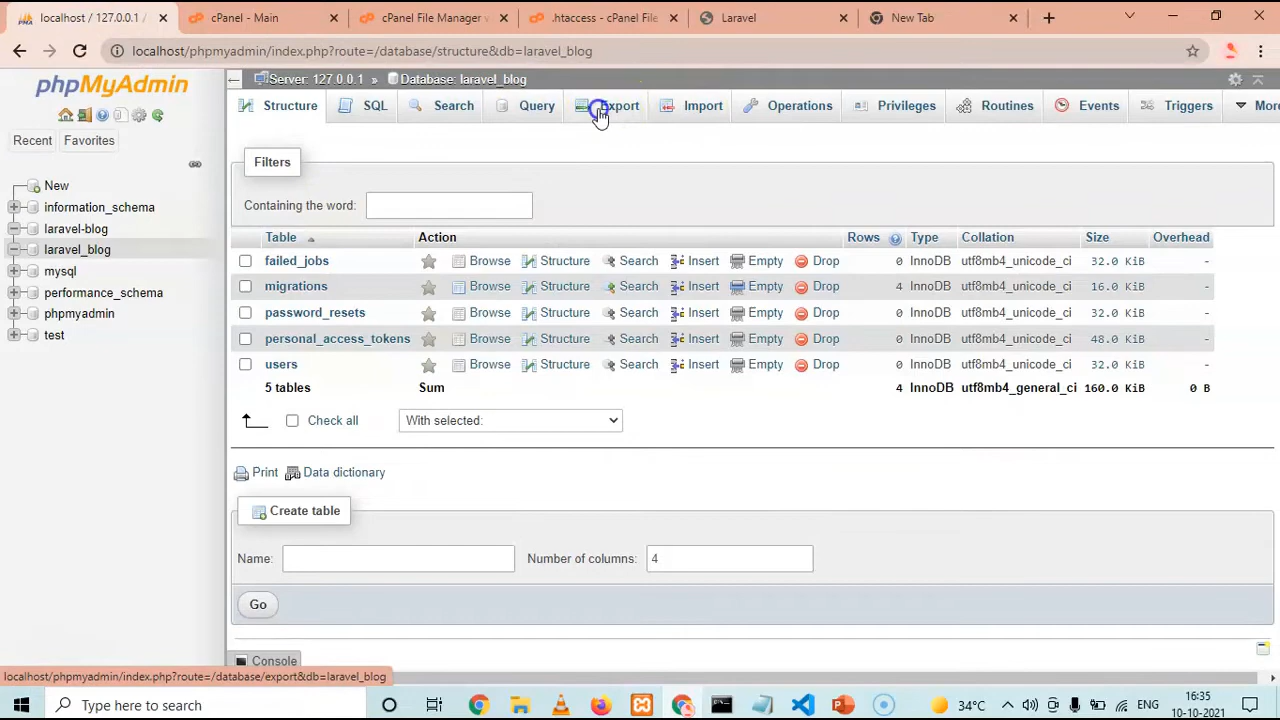 localhost / 127.0.0.1 /
cPanel - Main
cPanel File Manager v
.htaccess - cPanel File
Laravel
New Tab
localhost/phpmyadmin/index.php?route=/database/structure&db=laravel_blog
phpMyAdmin
Recent
Favorites
New
information_schema
laravel-blog
laravel_blog
mysql
performance_schema
phpmyadmin
test
Server: 127.0.0.1 » Database: laravel_blog
Structure SQL Search Query Export Import Operations Privileges Routines Events Triggers
Filters
Containing the word:
Table Action Rows Type Collation Size Overhead
failed_jobs Browse Structure Search Insert Empty Drop 0 InnoDB utf8mb4_unicode_ci 32.0 KiB -
migrations Browse Structure Search Insert Empty Drop 4 InnoDB utf8mb4_unicode_ci 16.0 KiB -
password_resets Browse Structure Search Insert Empty Drop 0 InnoDB utf8mb4_unicode_ci 32.0 KiB -
personal_access_tokens Browse Structure Search Insert Empty Drop 0 InnoDB utf8mb4_unicode_ci 48.0 KiB -
users Browse Structure Search Insert Empty Drop 0 InnoDB utf8mb4_unicode_ci 32.0 KiB -
5 tables Sum 4 InnoDB utf8mb4_general_ci 160.0 KiB 0 B
Check all With selected:
Print Data dictionary
Create table
Name: Number of columns: 4
Go
Console
localhost/phpmyadmin/index.php?route=/database/export&db=laravel_blog
Type here to search
34°C
ENG
16:35
10-10-2021